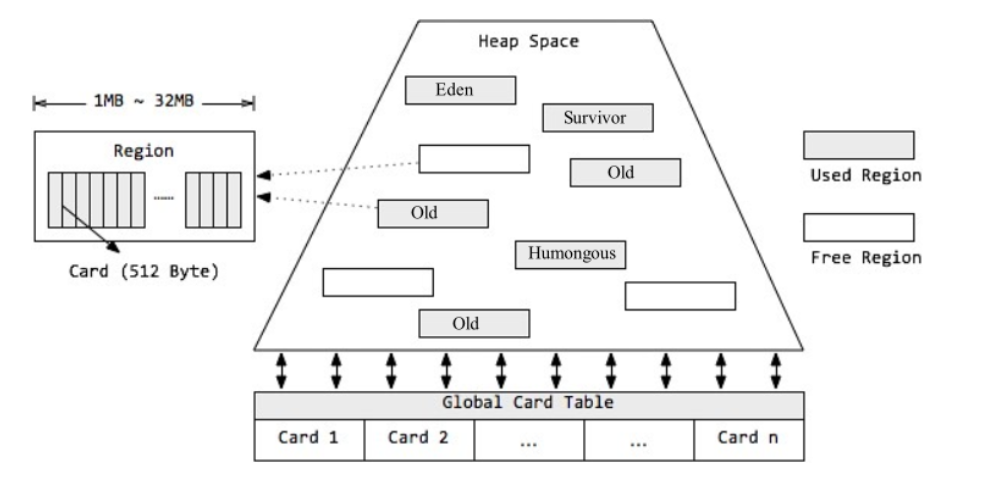 Heap Space
Eden
1MB ~ 32MB
Survivor
Region
Old
Used Region
......
Old
Card (512 Byte)
Humongous
Free Region
Old
Global Card Table
Card 1
Card 2
...
...
Card n